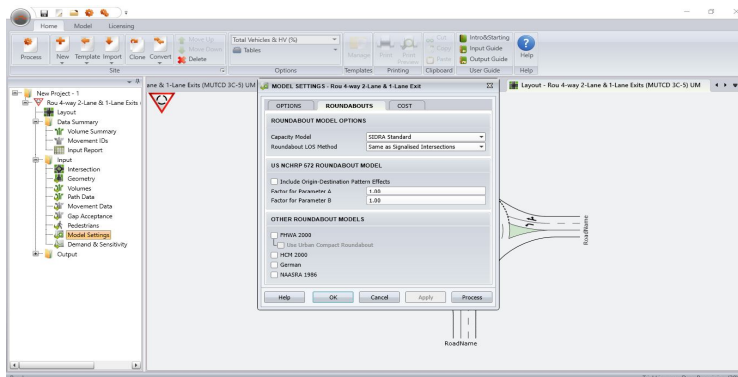 Home Model Licensing
Process New Template Import Clone Convert Move Up Total Vehicles & HV (%) Manage Print Print Preview Cut Intro&Starting Help
Move Down Tables Copy Input Guide
Delete Paste Output Guide
Site Options Templates Printing Clipboard User Guide Help
New Project - 1
Rou 4-way 2-Lane & 1-Lane Exits (
Layout
Data Summary
Volume Summary
Movement IDs
Input Report
Input
Intersection
Geometry
Volumes
Path Data
Movement Data
Gap Acceptance
Pedestrians
Model Settings
Demand & Sensitivity
Output
ane & 1-Lane Exits (MUTCD 3C-5) UM
MODEL SETTINGS - Rou 4-way 2-Lane & 1-Lane Exit
Layout - Rou 4-way 2-Lane & 1-Lane Exits (MUTCD 3C-5) UM
OPTIONS ROUNDABOUTS COST
ROUNDABOUT MODEL OPTIONS
Capacity Model SIDRA Standard
Roundabout LOS Method Same as Signalised Intersections
US NCHRP 572 ROUNDABOUT MODEL
Include Origin-Destination Pattern Effects
Factor for Parameter A 1.00
Factor for Parameter B 1.00
OTHER ROUNDABOUT MODELS
FHWA 2000
Use Urban Compact Roundabout
HCM 2000
German
NAASRA 1986
Help OK Cancel Apply Process
RoadName
RoadName